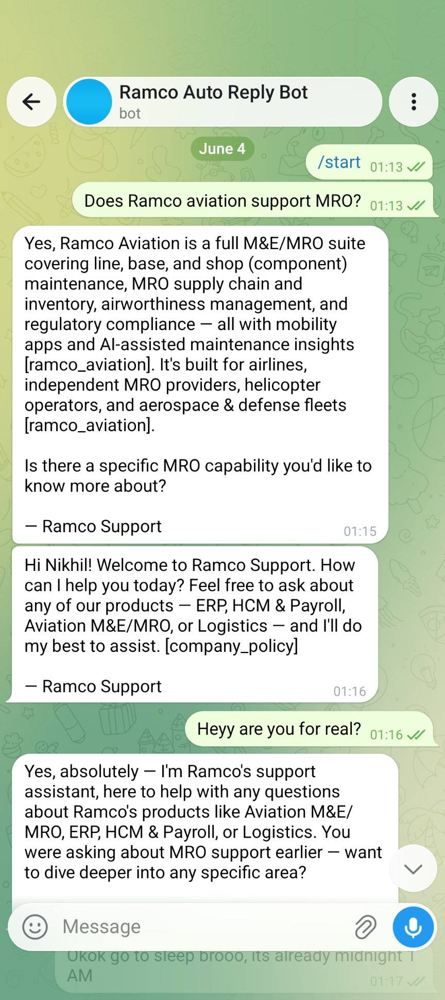 Ramco Auto Reply Bot
bot
June 4
/start 01:13
Does Ramco aviation support MRO? 01:13
Yes, Ramco Aviation is a full M&E/MRO suite
covering line, base, and shop (component)
maintenance, MRO supply chain and
inventory, airworthiness management, and
regulatory compliance — all with mobility
apps and AI-assisted maintenance insights
[ramco_aviation]. It's built for airlines,
independent MRO providers, helicopter
operators, and aerospace & defense fleets
[ramco_aviation].
Is there a specific MRO capability you'd like to
know more about?
— Ramco Support 01:15
Hi Nikhil! Welcome to Ramco Support. How
can I help you today? Feel free to ask about
any of our products — ERP, HCM & Payroll,
Aviation M&E/MRO, or Logistics — and I'll do
my best to assist. [company_policy]
— Ramco Support 01:16
Heyy are you for real? 01:16
Yes, absolutely — I'm Ramco's support
assistant, here to help with any questions
about Ramco's products like Aviation M&E/
MRO, ERP, HCM & Payroll, or Logistics. You
were asking about MRO support earlier — want
to dive deeper into any specific area?
Message
Okok go to sleep brooo, its already midnight 1
AM 01:17